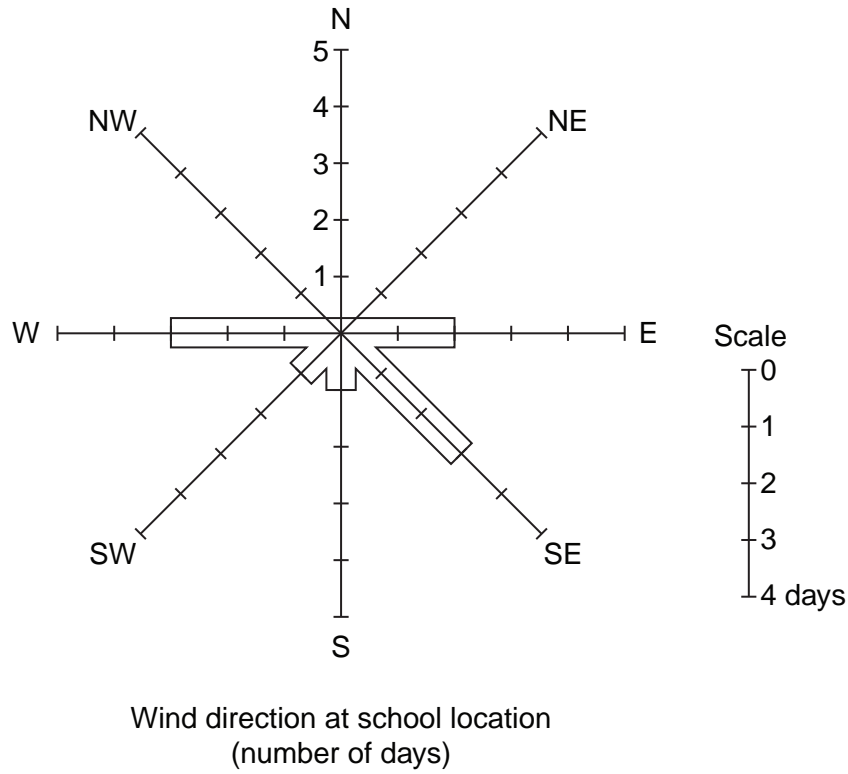 N
5
4
3
2
1
NW
NE
W
E
SW
SE
S
Scale
0
1
2
3
4 days
Wind direction at school location
(number of days)